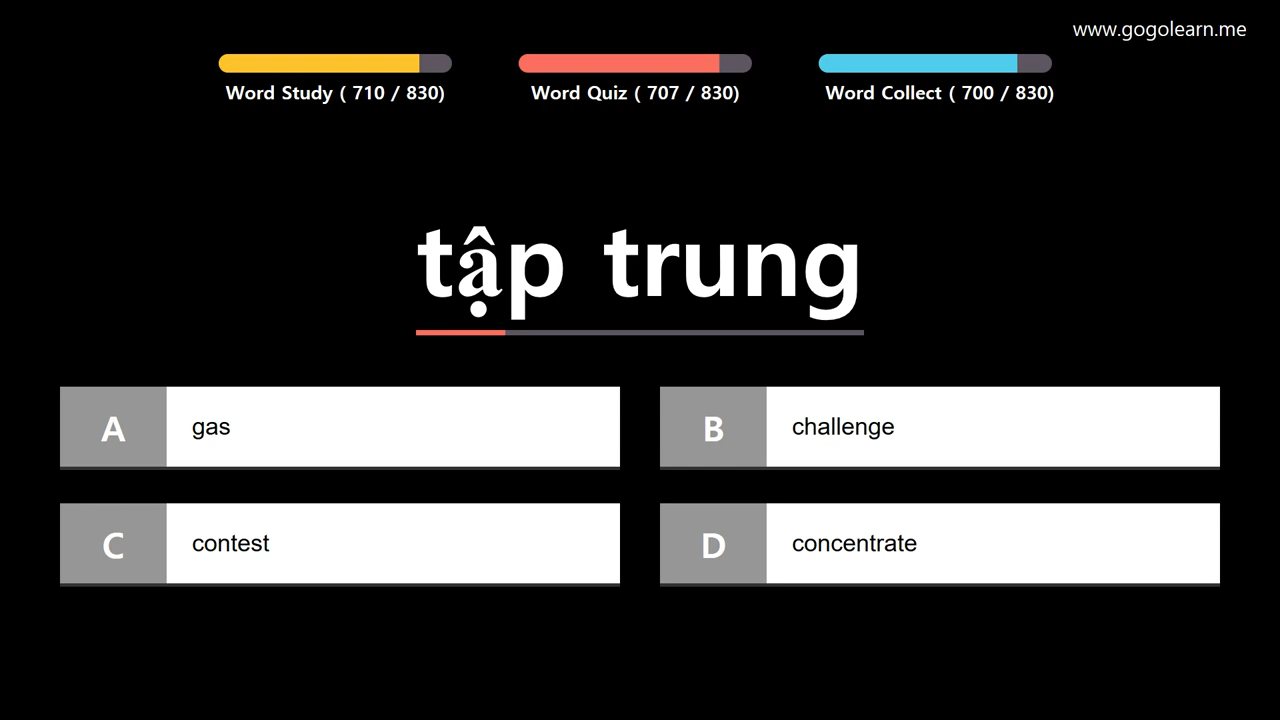 www.gogolearn.me
Word Study ( 710 / 830)
Word Quiz ( 707 / 830)
Word Collect ( 700 / 830)
tập trung
A gas
B challenge
C contest
D concentrate